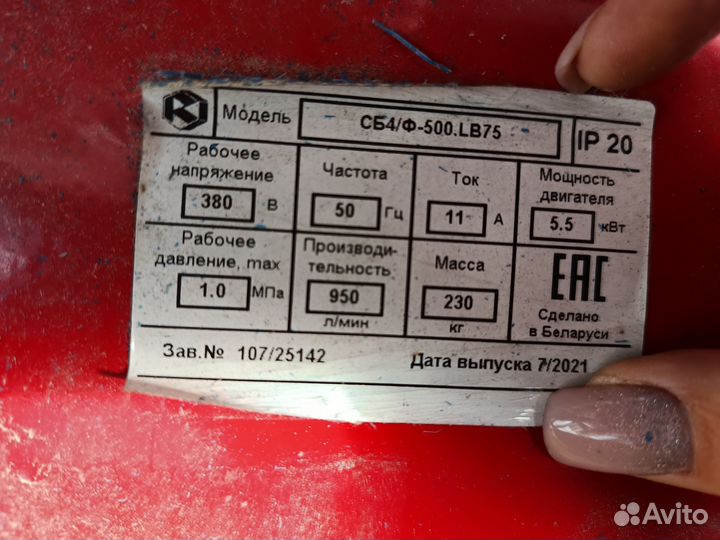 Модель СБ4/Ф-500.LB75 IP 20
Рабочее напряжение 380 В
Частота 50 Гц
Ток 11 А
Мощность двигателя 5.5 кВт
Рабочее давление, max 1.0 МПа
Производи-
тельность 950 л/мин
Масса 230 кг
ЕАС
Сделано
в Беларуси
Зав.№ 107/25142 Дата выпуска 7/2021
Avito